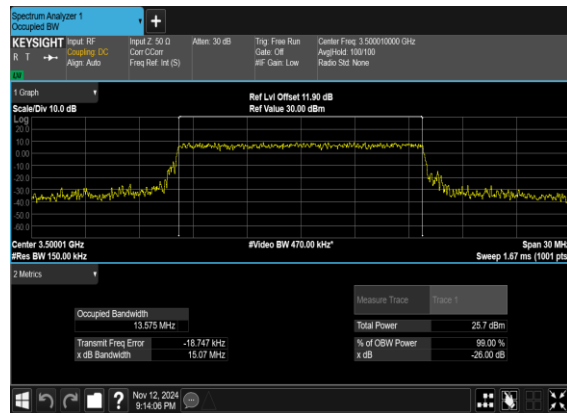 Spectrum Analyzer 1
Occupied BW
+
KEYSIGHT Input: RF Input Z: 50 Ω Atten: 30 dB Trig: Free Run Center Freq: 3.500010000 GHz
R T Coupling: DC Corr CCorr Gate: Off Avg|Hold: 100/100
Align: Auto Freq Ref: Int (S) #IF Gain: Low Radio Std: None
LW
1 Graph
Ref Lvl Offset 11.90 dB
Scale/Div 10.0 dB Ref Value 30.00 dBm
Log
20.0
10.0
0.00
-10.0
-20.0
-30.0
-40.0
-50.0
-60.0
Center 3.50001 GHz #Video BW 470.00 kHz* Span 30 MHz
#Res BW 150.00 kHz Sweep 1.67 ms (1001 pts
2 Metrics
Measure Trace Trace 1
Occupied Bandwidth
13.575 MHz Total Power 25.7 dBm
Transmit Freq Error -18.747 kHz % of OBW Power 99.00 %
x dB Bandwidth 15.07 MHz x dB -26.00 dB
? Nov 12, 2024
9:14:06 PM